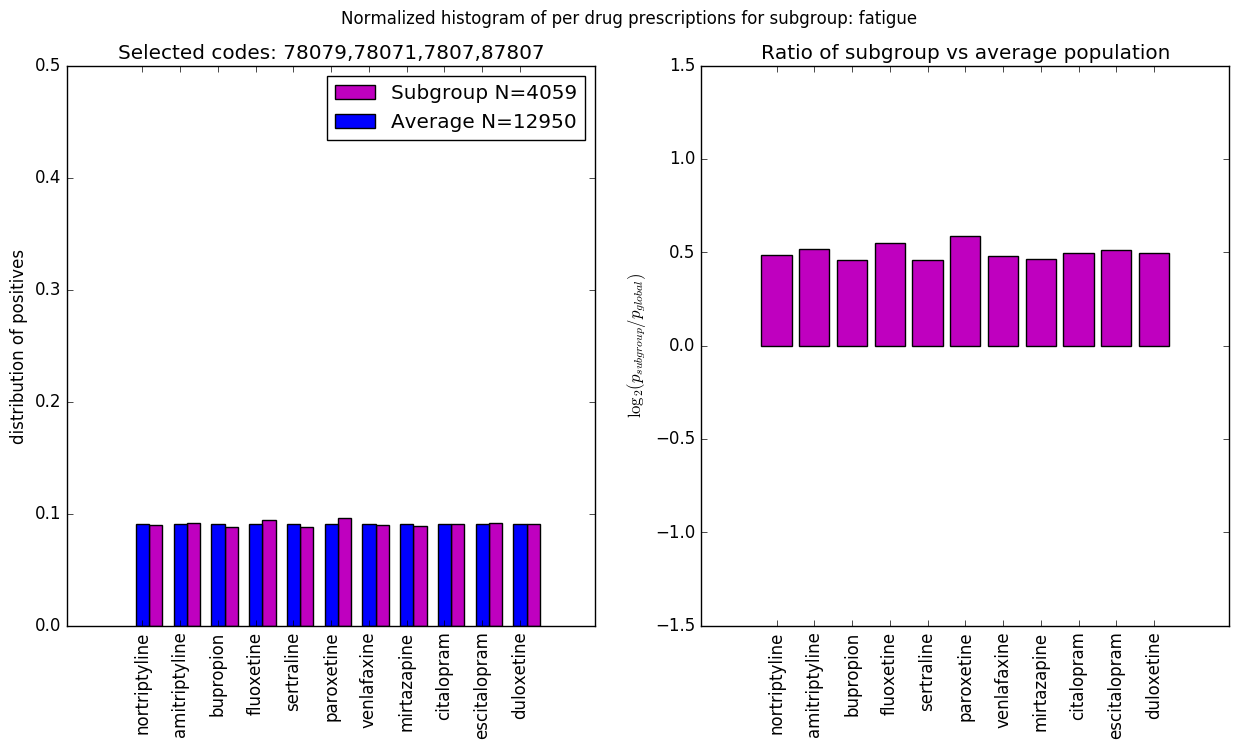 Normalized histogram of per drug prescriptions for subgroup: fatigue
Selected codes: 78079,78071,7807,87807
0.5
0.4
0.3
0.2
0.1
0.0
distribution of positives
Subgroup N=4059
Average N=12950
nortriptyline
amitriptyline
bupropion
fluoxetine
sertraline
paroxetine
venlafaxine
mirtazapine
citalopram
escitalopram
duloxetine
Ratio of subgroup vs average population
1.5
1.0
0.5
0.0
−0.5
−1.0
−1.5
log₂(p_subgroup/p_global)
nortriptyline
amitriptyline
bupropion
fluoxetine
sertraline
paroxetine
venlafaxine
mirtazapine
citalopram
escitalopram
duloxetine